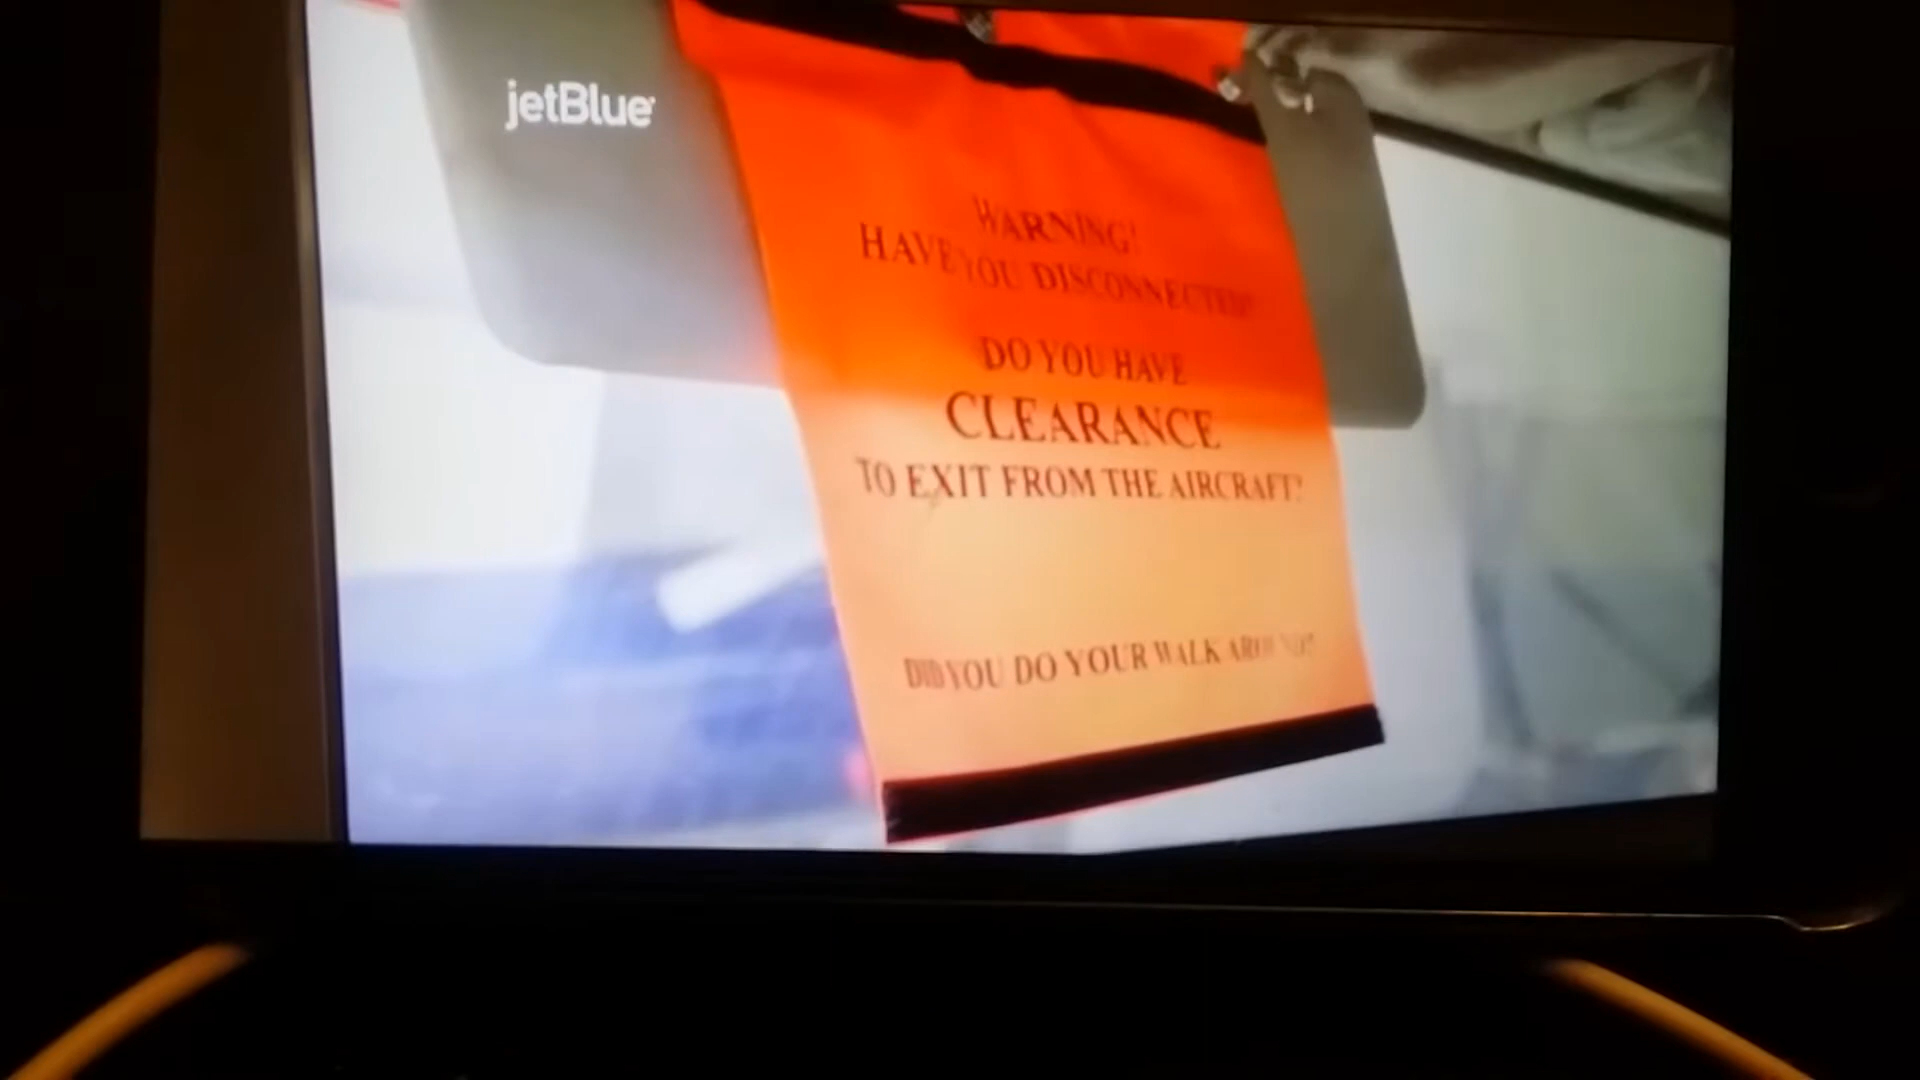 jetBlue
WARNING!
HAVE YOU DISCONNECTED?
DO YOU HAVE
CLEARANCE
TO EXIT FROM THE AIRCRAFT?
DID YOU DO YOUR WALK AROUND?